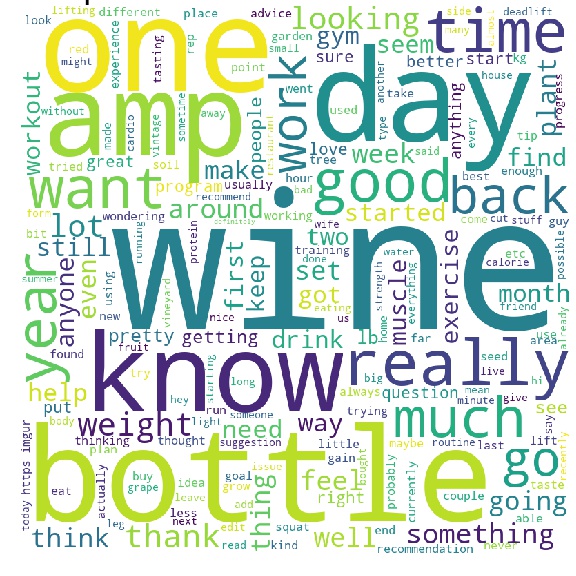 lifting different place advice looking side deadlift
look red experience rep tasting garden gym seem time many kg
might one small sure better start
workout amp point work day house plant progress
without made cardio vintage sometime away people restaurant went love used type another take anything every
tried great soil make tree week said tip find
want program usually hour good best enough
form around recommend bad started back
bit lot wondering definitely working wife two come cut stuff guy
still running protein training water etc possible
summer year anyone even using wine first keep done set everything strength muscle exercise calorie month
new vineyard nice us got eating home friend
found pretty getting drink lb far use area already
fruit know starting long big seed live hi
try hey run someone always really mean minute give
help put light question much see say
body weight need way trying
thinking thought suggestion little maybe routine last lift go taste recently
today https imgur plan bottle gain bought probably currently
eat actually buy idea goal issue feel couple going
grape leave grow thing right able
leg less add
think next edit squat well end something
thank read kind recommendation never